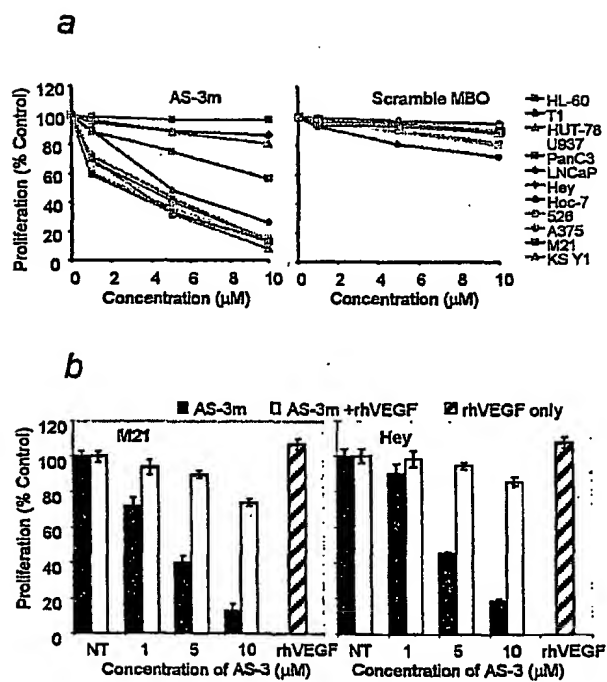 a
AS-3m
Scramble MBO
Proliferation (% Control)
120
100
80
60
40
20
0
0 2 4 6 8 10
Concentration (µM)
0 2 4 6 8 10
Concentration (µM)
HL-60
T1
HUT-78
U937
PanC3
LNCaP
Hey
Hoc-7
526
A375
M21
KS Y1
b
AS-3m AS-3m +rhVEGF rhVEGF only
M21
Hey
Proliferation (% Control)
120
100
80
60
40
20
0
NT 1 5 10 rhVEGF
Concentration of AS-3 (µM)
NT 1 5 10 rhVEGF
Concentration of AS-3 (µM)